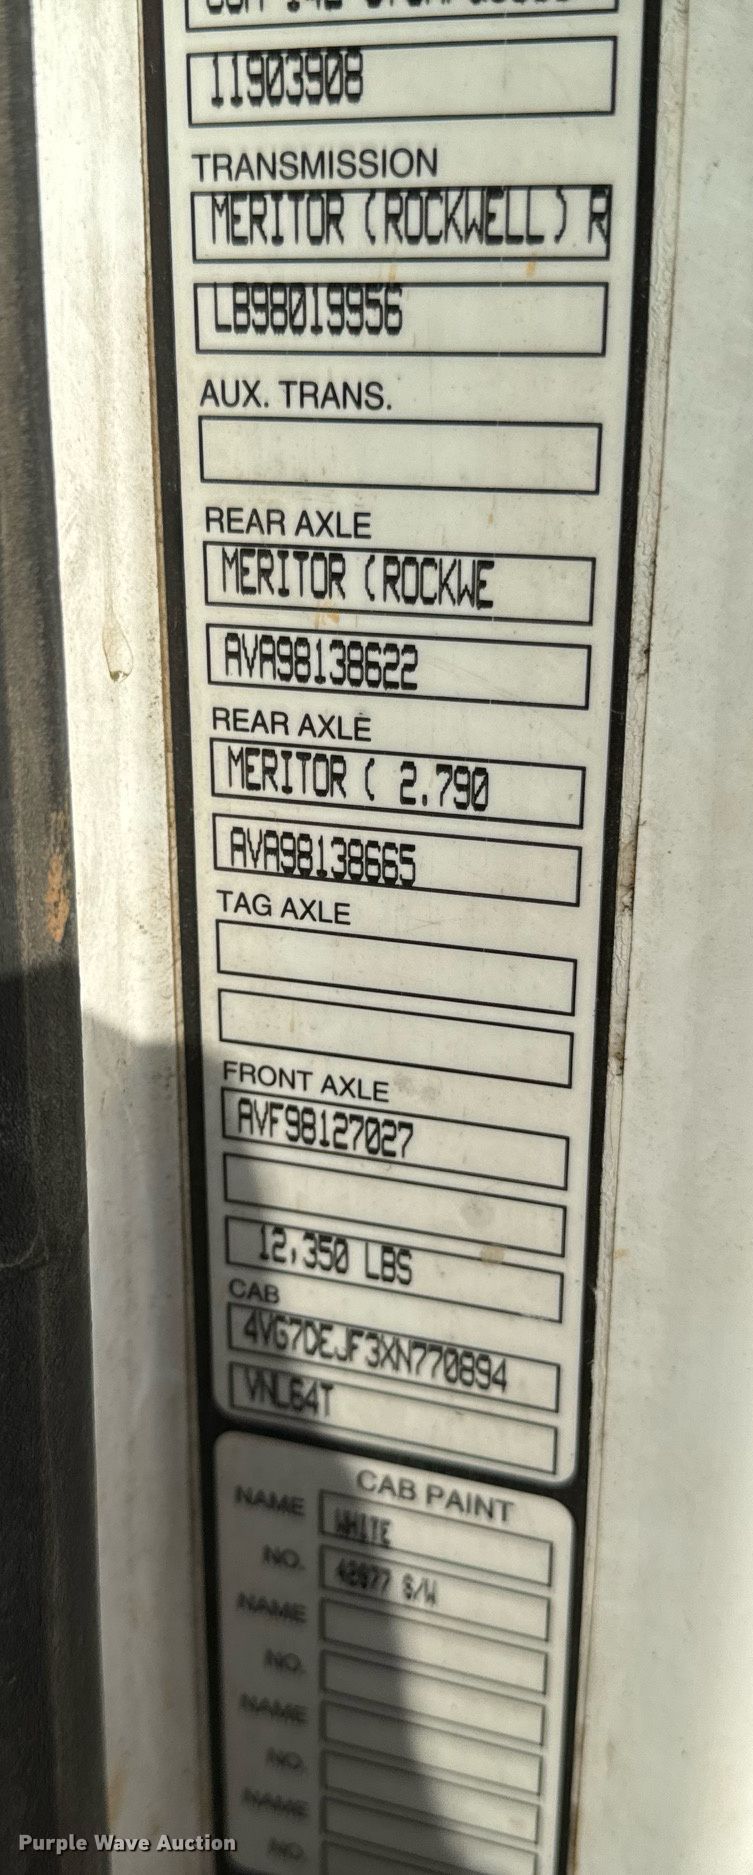 11903908
TRANSMISSION
MERITOR (ROCKWELL) R
LB98019956
AUX. TRANS.
REAR AXLE
MERITOR (ROCKWE
AVA98138622
REAR AXLE
MERITOR ( 2.790
AVA98138665
TAG AXLE
FRONT AXLE
AVF98127027
12,350 LBS
CAB
4VG7DEJF3XN770894
VNL64T
CAB PAINT
NAME WHITE
NO. S/W
NAME
NO.
NAME
NO.
NAME
NO.
Purple Wave Auction